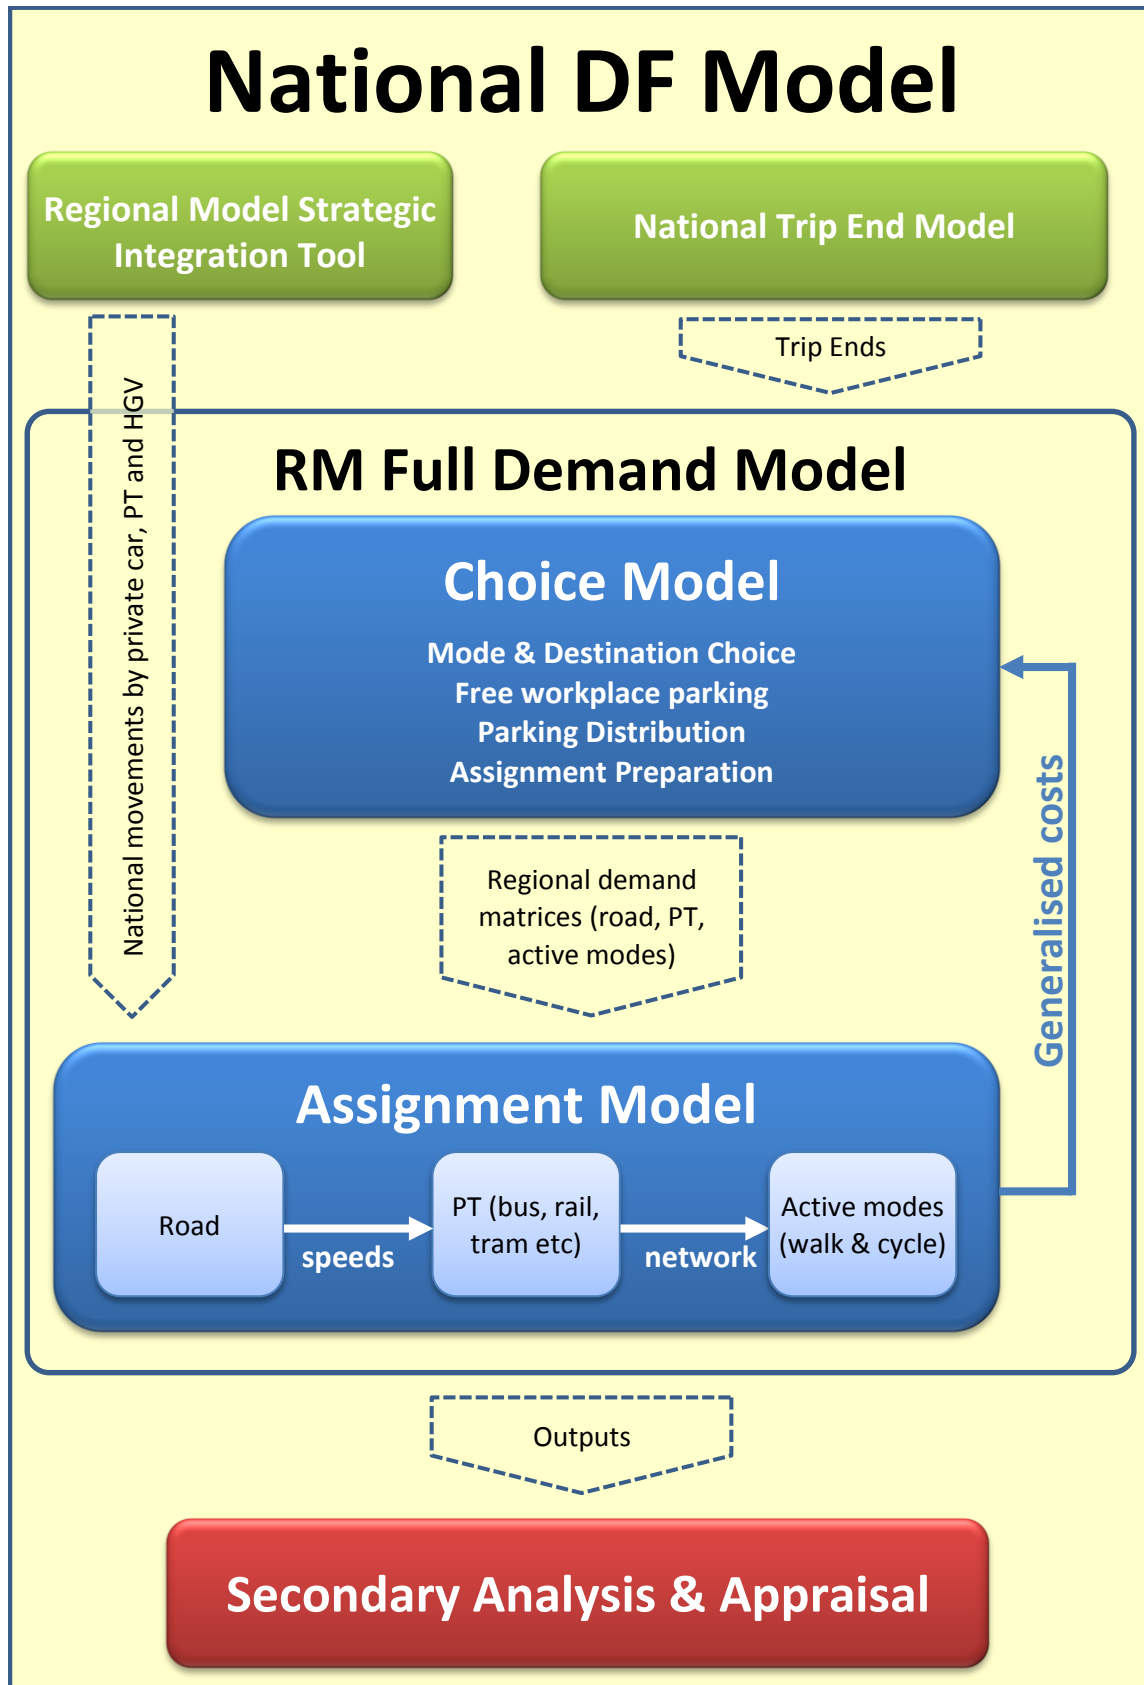 National DF Model
Regional Model Strategic
Integration Tool
National Trip End Model
Trip Ends
National movements by private car, PT and HGV
RM Full Demand Model
Choice Model
Mode & Destination Choice
Free workplace parking
Parking Distribution
Assignment Preparation
Regional demand
matrices (road, PT,
active modes)
Generalised costs
Assignment Model
Road
speeds
PT (bus, rail,
tram etc)
network
Active modes
(walk & cycle)
Outputs
Secondary Analysis & Appraisal